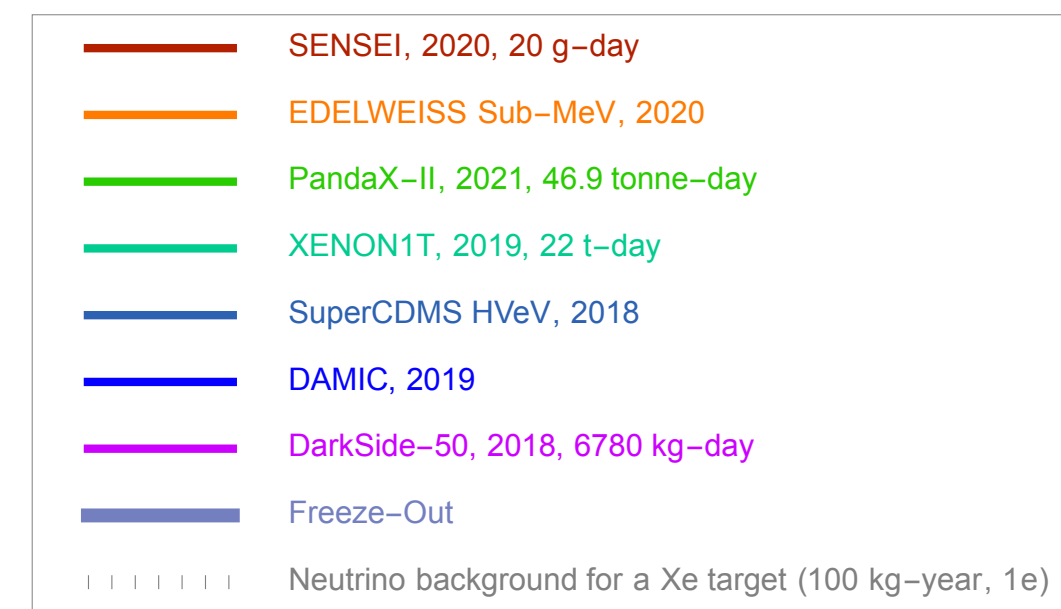 SENSEI, 2020, 20 g−day
EDELWEISS Sub−MeV, 2020
PandaX−II, 2021, 46.9 tonne−day
XENON1T, 2019, 22 t−day
SuperCDMS HVeV, 2018
DAMIC, 2019
DarkSide−50, 2018, 6780 kg−day
Freeze−Out
Neutrino background for a Xe target (100 kg−year, 1e)